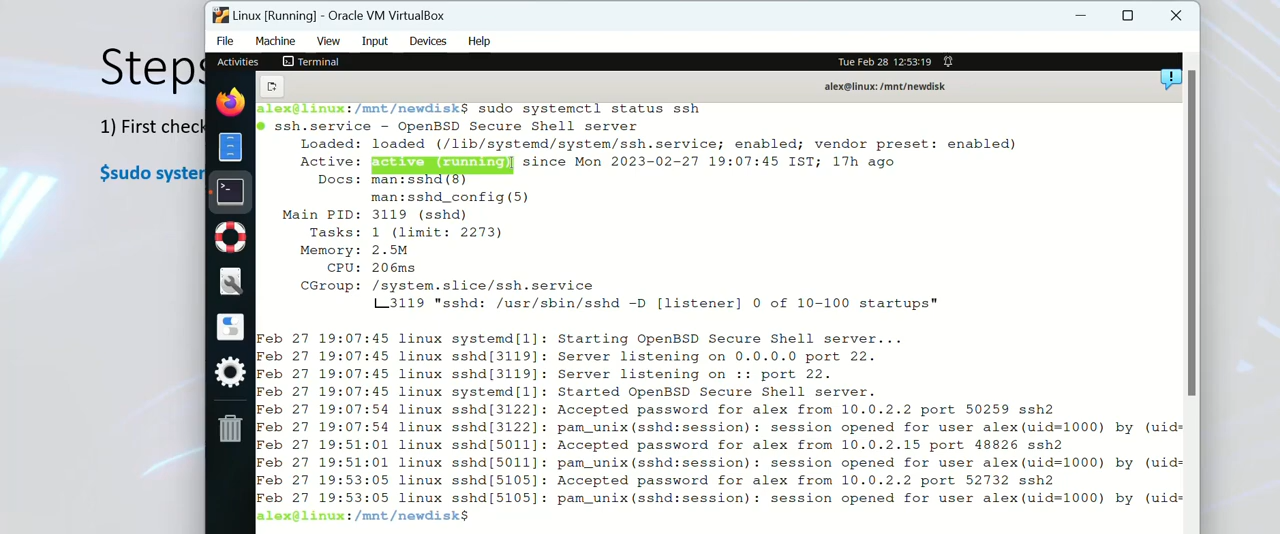 Linux [Running] - Oracle VM VirtualBox
File Machine View Input Devices Help
Activities Terminal Tue Feb 28 12:53:19
alex@linux: /mnt/newdisk
Steps
1) First check
$sudo system
alex@linux:/mnt/newdisk$ sudo systemctl status ssh
● ssh.service - OpenBSD Secure Shell server
Loaded: loaded (/lib/systemd/system/ssh.service; enabled; vendor preset: enabled)
Active: active (running) since Mon 2023-02-27 19:07:45 IST; 17h ago
Docs: man:sshd(8)
man:sshd_config(5)
Main PID: 3119 (sshd)
Tasks: 1 (limit: 2273)
Memory: 2.5M
CPU: 206ms
CGroup: /system.slice/ssh.service
└─3119 "sshd: /usr/sbin/sshd -D [listener] 0 of 10-100 startups"
Feb 27 19:07:45 linux systemd[1]: Starting OpenBSD Secure Shell server...
Feb 27 19:07:45 linux sshd[3119]: Server listening on 0.0.0.0 port 22.
Feb 27 19:07:45 linux sshd[3119]: Server listening on :: port 22.
Feb 27 19:07:45 linux systemd[1]: Started OpenBSD Secure Shell server.
Feb 27 19:07:54 linux sshd[3122]: Accepted password for alex from 10.0.2.2 port 50259 ssh2
Feb 27 19:07:54 linux sshd[3122]: pam_unix(sshd:session): session opened for user alex(uid=1000) by (uid=
Feb 27 19:51:01 linux sshd[5011]: Accepted password for alex from 10.0.2.15 port 48826 ssh2
Feb 27 19:51:01 linux sshd[5011]: pam_unix(sshd:session): session opened for user alex(uid=1000) by (uid=
Feb 27 19:53:05 linux sshd[5105]: Accepted password for alex from 10.0.2.2 port 52732 ssh2
Feb 27 19:53:05 linux sshd[5105]: pam_unix(sshd:session): session opened for user alex(uid=1000) by (uid=
alex@linux:/mnt/newdisk$